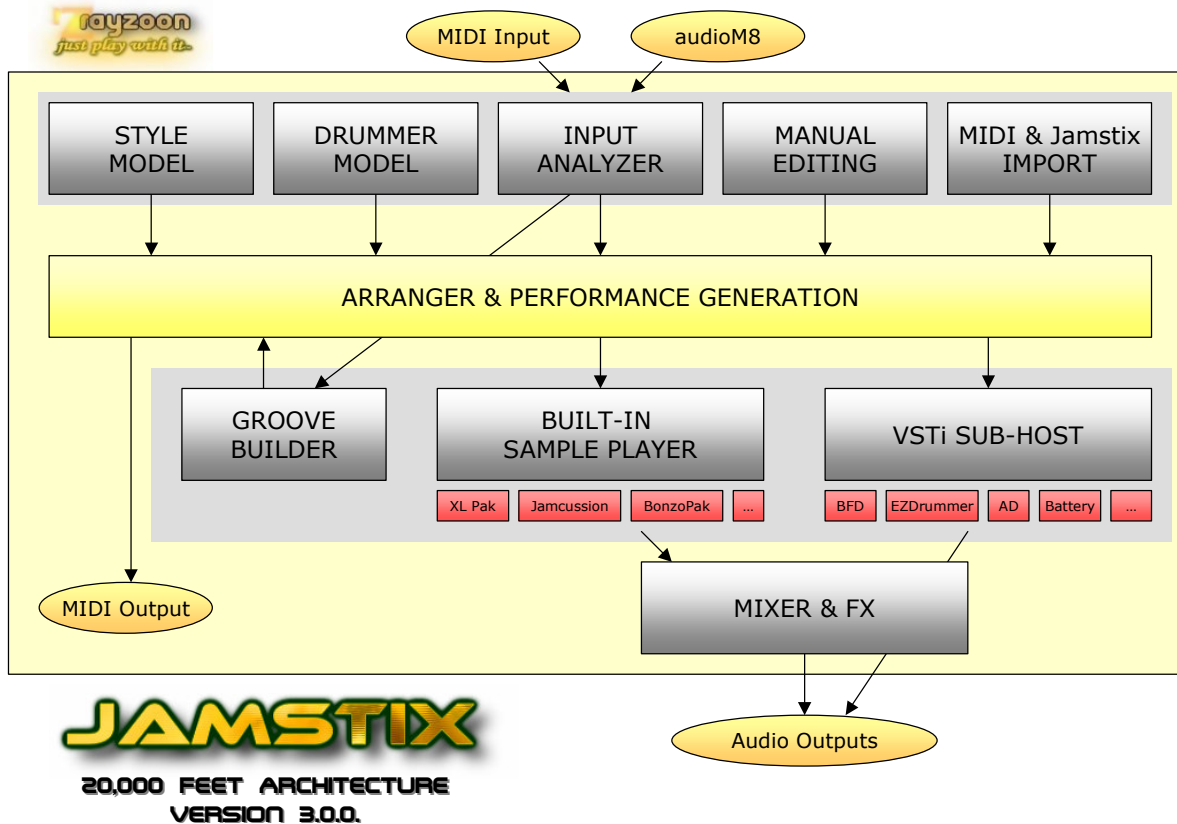 rayzoon
just play with it...
MIDI Input
audioM8
STYLE
MODEL
DRUMMER
MODEL
INPUT
ANALYZER
MANUAL
EDITING
MIDI & Jamstix
IMPORT
ARRANGER & PERFORMANCE GENERATION
GROOVE
BUILDER
BUILT-IN
SAMPLE PLAYER
VSTi SUB-HOST
XL Pak
Jamcussion
BonzoPak
...
BFD
EZDrummer
AD
Battery
...
MIDI Output
MIXER & FX
Audio Outputs
JAMSTIX
20,000 FEET ARCHITECTURE
VERSION 3.0.0.